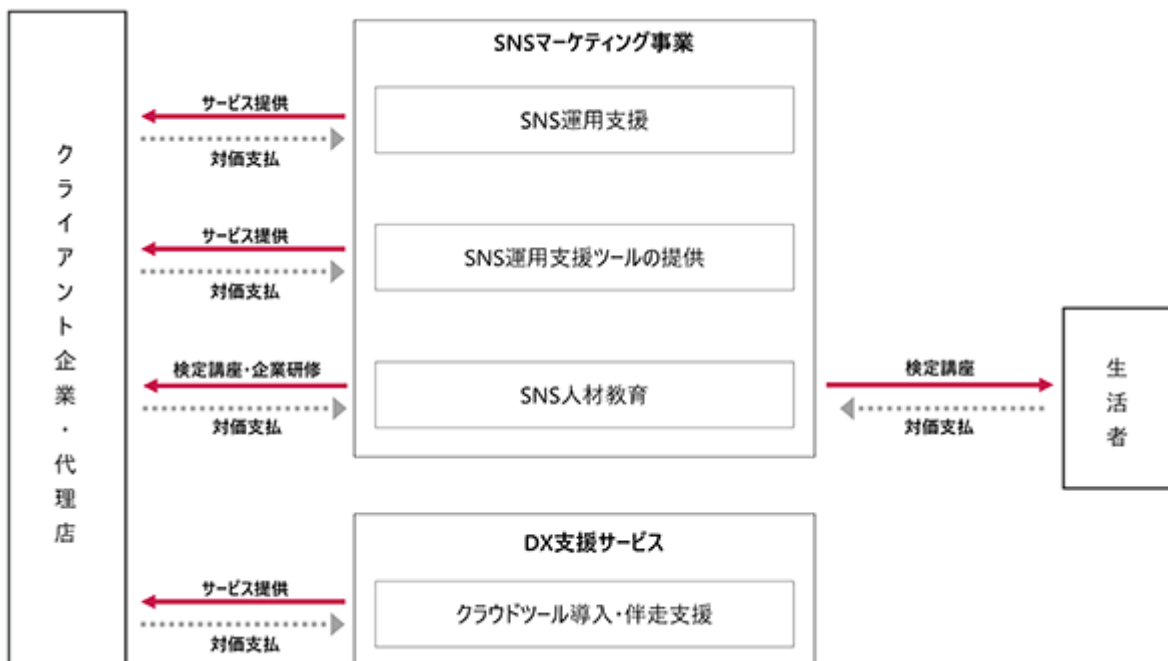 クライアント企業・代理店
SNSマーケティング事業
サービス提供
対価支払
SNS運用支援
サービス提供
対価支払
SNS運用支援ツールの提供
検定講座・企業研修
対価支払
SNS人材教育
検定講座
対価支払
生活者
DX支援サービス
サービス提供
対価支払
クラウドツール導入・伴走支援